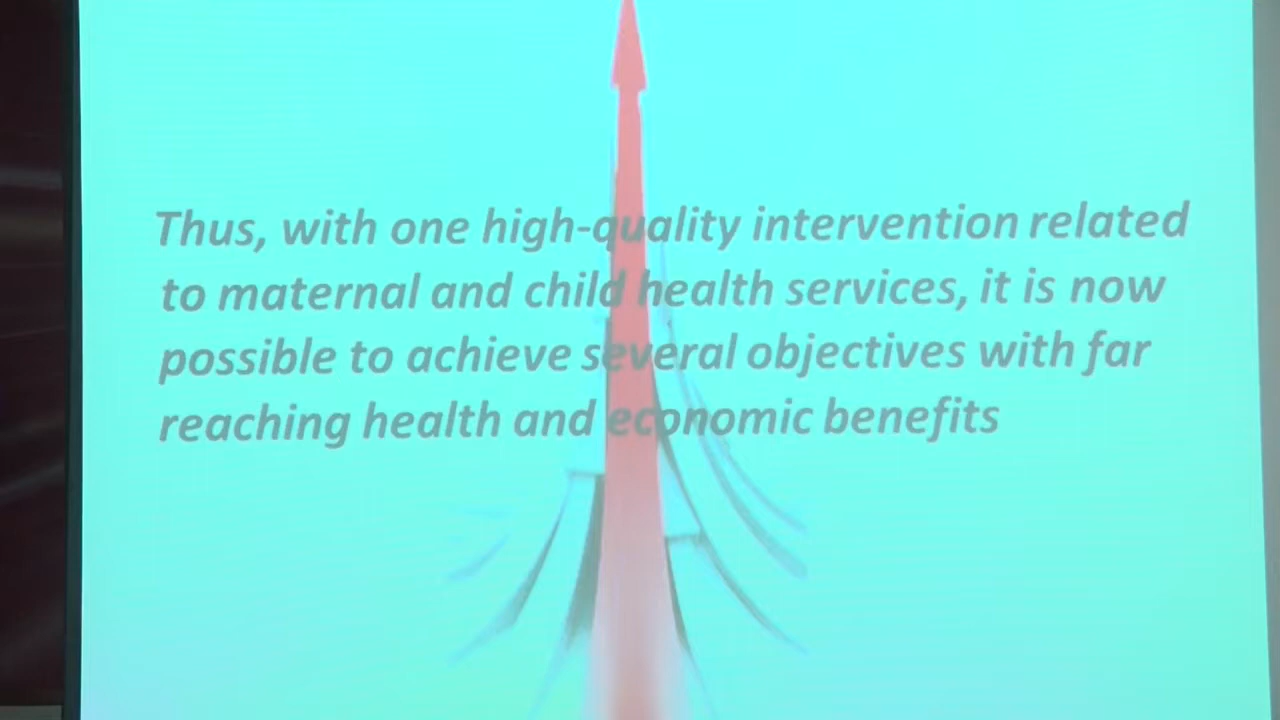 Thus, with one high-quality intervention related
to maternal and child health services, it is now
possible to achieve several objectives with far
reaching health and economic benefits